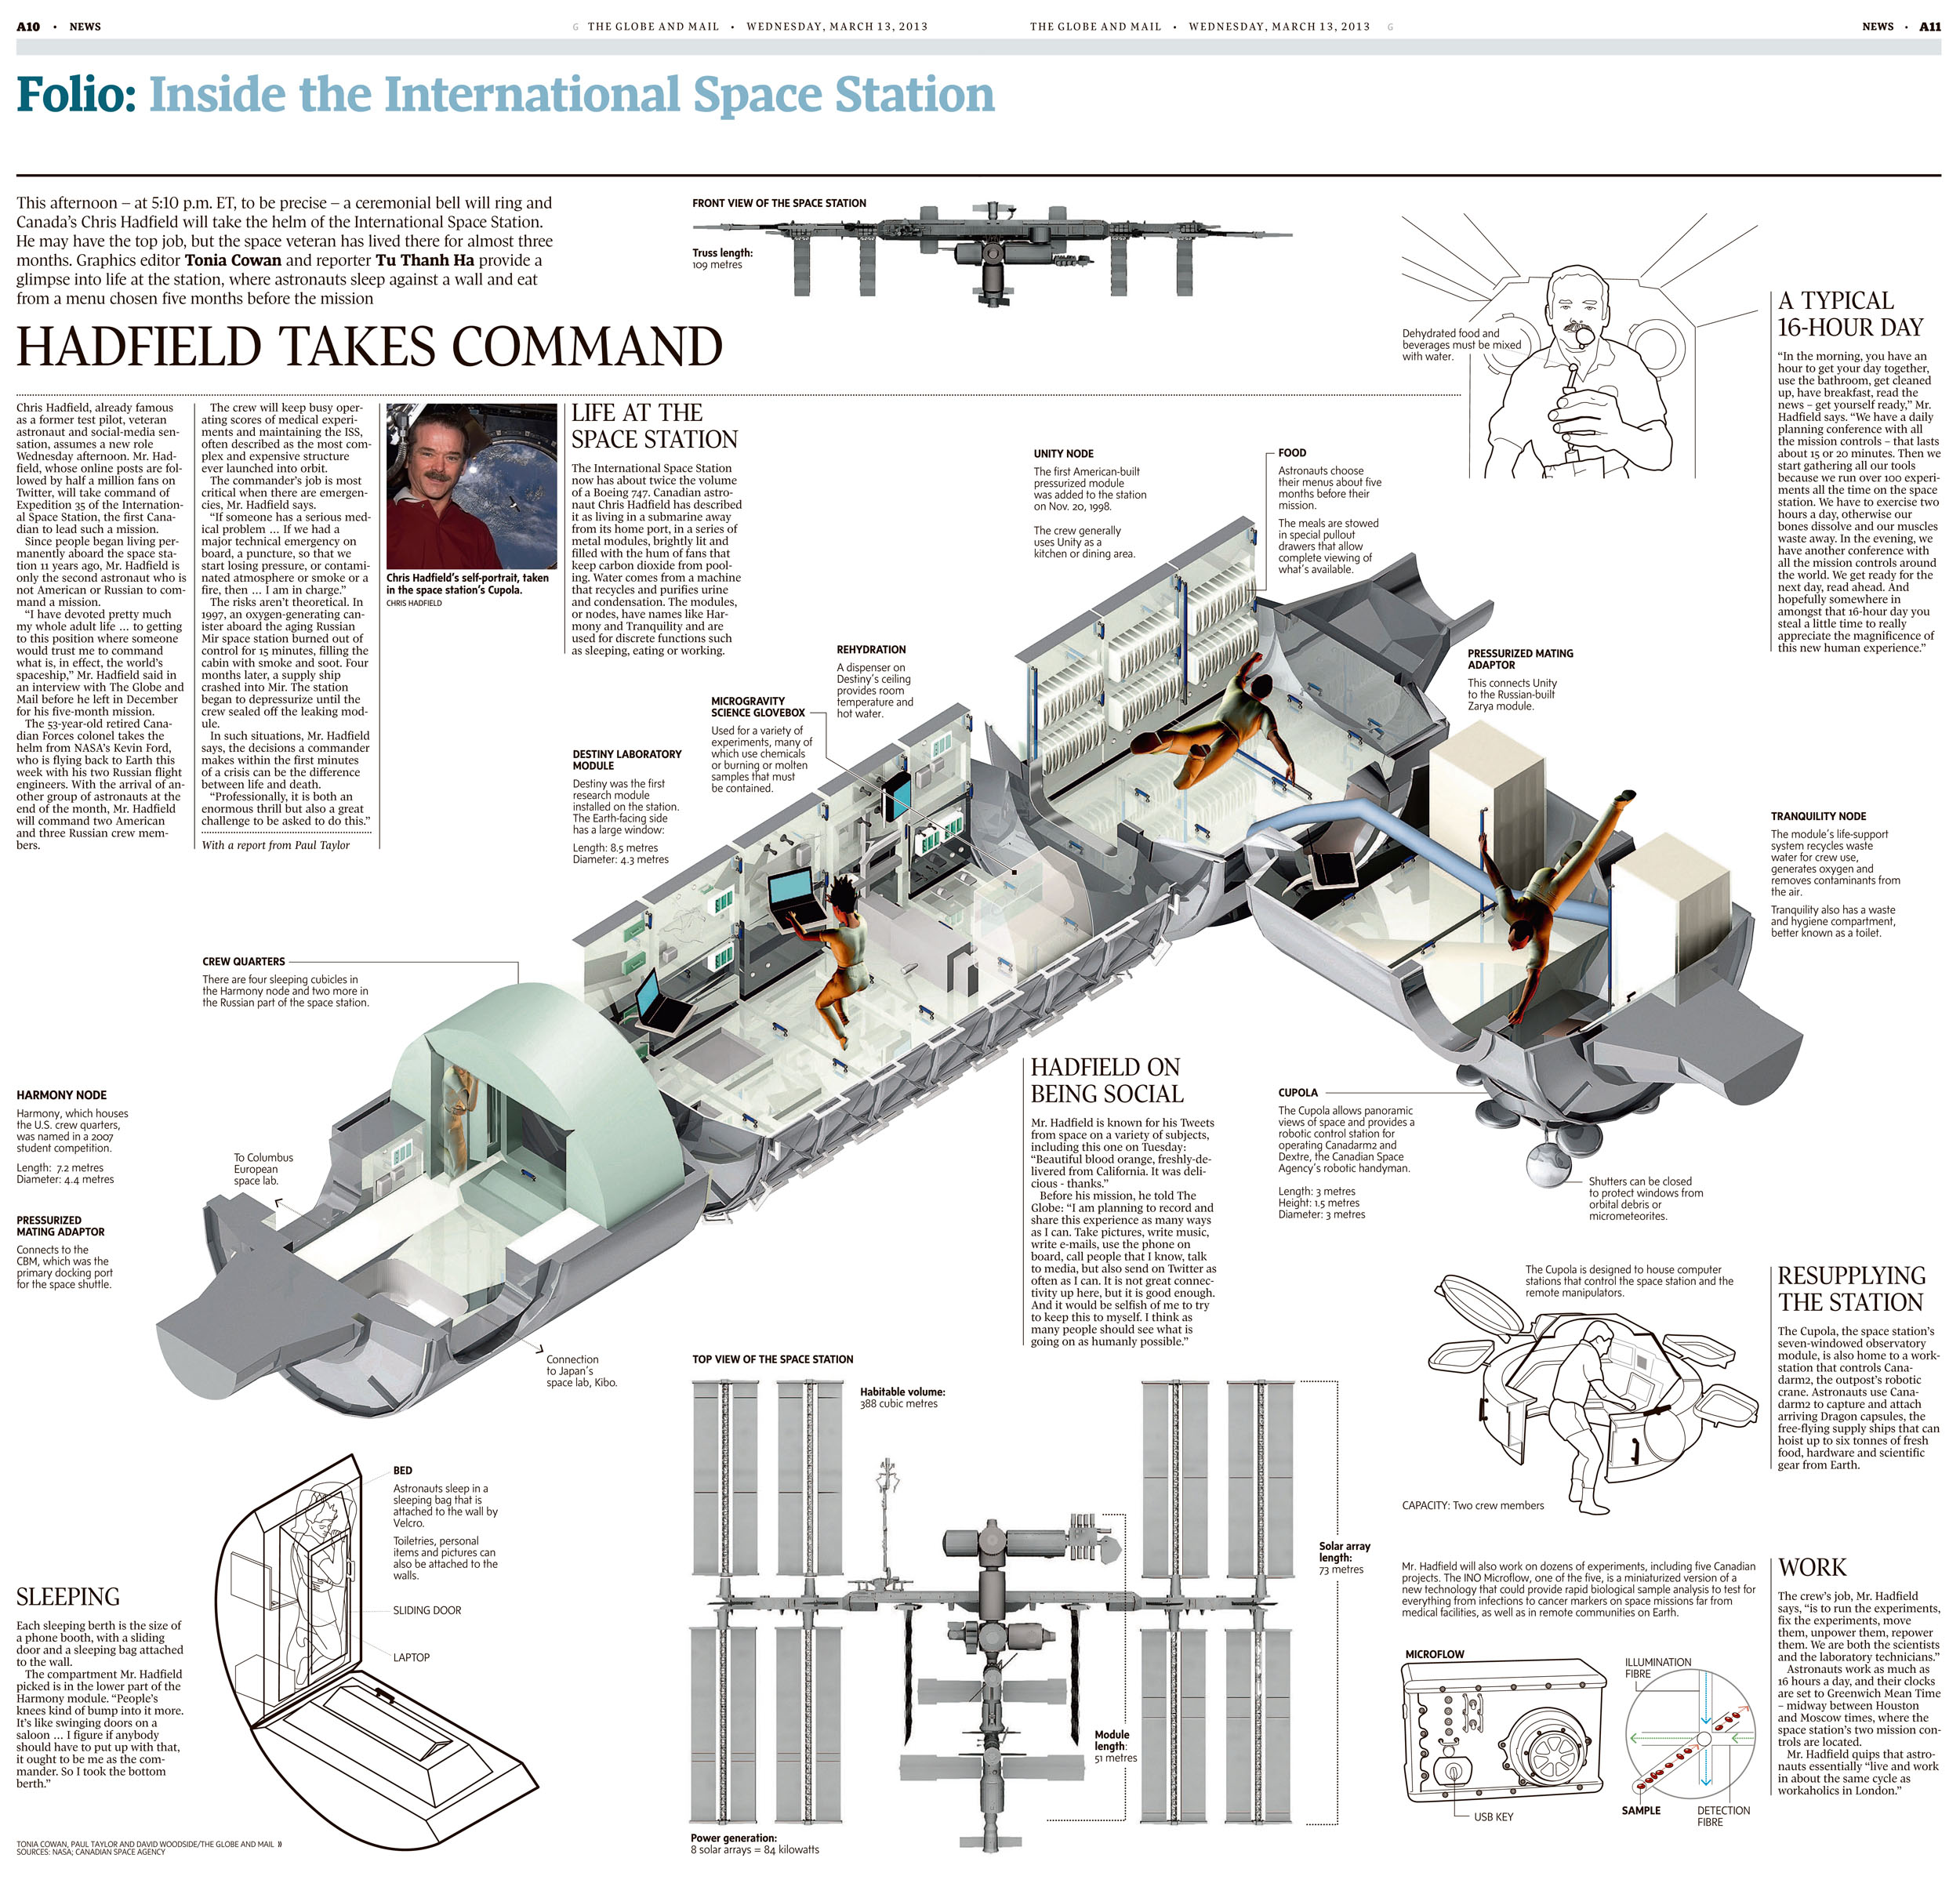 A10 • NEWS
G THE GLOBE AND MAIL • WEDNESDAY, MARCH 13, 2013
THE GLOBE AND MAIL • WEDNESDAY, MARCH 13, 2013 G
NEWS • A11
Folio: Inside the International Space Station
This afternoon – at 5:10 p.m. ET, to be precise – a ceremonial bell will ring and
Canada's Chris Hadfield will take the helm of the International Space Station.
He may have the top job, but the space veteran has lived there for almost three
months. Graphics editor Tonia Cowan and reporter Tu Thanh Ha provide a
glimpse into life at the station, where astronauts sleep against a wall and eat
from a menu chosen five months before the mission
HADFIELD TAKES COMMAND
Chris Hadfield, already famous
as a former test pilot, veteran
astronaut and social-media sen-
sation, assumes a new role
Wednesday afternoon. Mr. Had-
field, whose online posts are fol-
lowed by half a million fans on
Twitter, will take command of
Expedition 35 of the Internation-
al Space Station, the first Cana-
dian to lead such a mission.
Since people began living per-
manently aboard the space sta-
tion 11 years ago, Mr. Hadfield is
only the second astronaut who is
not American or Russian to com-
mand a mission.
"I have devoted pretty much
my whole adult life ... to getting
to this position where someone
would trust me to command
what is, in effect, the world's
spaceship," Mr. Hadfield said in
an interview with The Globe and
Mail before he left in December
for his five-month mission.
The 53-year-old retired Cana-
dian Forces colonel takes the
helm from NASA's Kevin Ford,
who is flying back to Earth this
week with his two Russian flight
engineers. With the arrival of an-
other group of astronauts at the
end of the month, Mr. Hadfield
will command two American
and three Russian crew mem-
bers.
The crew will keep busy oper-
ating scores of medical experi-
ments and maintaining the ISS,
often described as the most com-
plex and expensive structure
ever launched into orbit.
The commander's job is most
critical when there are emergen-
cies, Mr. Hadfield says.
"If someone has a serious med-
ical problem ... If we had a
major technical emergency on
board, a puncture, so that we
start losing pressure, or contami-
nated atmosphere or smoke or a
fire, then ... I am in charge."
The risks aren't theoretical. In
1997, an oxygen-generating can-
ister aboard the aging Russian
Mir space station burned out of
control for 15 minutes, filling the
cabin with smoke and soot. Four
months later, a supply ship
crashed into Mir. The station
began to depressurize until the
crew sealed off the leaking mod-
ule.
In such situations, Mr. Hadfield
says, the decisions a commander
makes within the first minutes
of a crisis can be the difference
between life and death.
"Professionally, it is both an
enormous thrill but also a great
challenge to be asked to do this."
With a report from Paul Taylor
Chris Hadfield's self-portrait, taken
in the space station's Cupola.
CHRIS HADFIELD
LIFE AT THE
SPACE STATION
The International Space Station
now has about twice the volume
of a Boeing 747. Canadian astro-
naut Chris Hadfield has described
it as living in a submarine away
from its home port, in a series of
metal modules, brightly lit and
filled with the hum of fans that
keep carbon dioxide from pool-
ing. Water comes from a machine
that recycles and purifies urine
and condensation. The modules,
or nodes, have names like Har-
mony and Tranquility and are
used for discrete functions such
as sleeping, eating or working.
FRONT VIEW OF THE SPACE STATION
Truss length:
109 metres
Dehydrated food and
beverages must be mixed
with water.
A TYPICAL
16-HOUR DAY
"In the morning, you have an
hour to get your day together,
use the bathroom, get cleaned
up, have breakfast, read the
news – get yourself ready," Mr.
Hadfield says. "We have a daily
planning conference with all
the mission controls – that lasts
about 15 or 20 minutes. Then we
start gathering all our tools
because we run over 100 experi-
ments all the time on the space
station. We have to exercise two
hours a day, otherwise our
bones dissolve and our muscles
waste away. In the evening, we
have another conference with
all the mission controls around
the world. We get ready for the
next day, read ahead. And
hopefully somewhere in
amongst that 16-hour day you
steal a little time to really
appreciate the magnificence of
this new human experience."
UNITY NODE
The first American-built
pressurized module
was added to the station
on Nov. 20, 1998.
The crew generally
uses Unity as a
kitchen or dining area.
FOOD
Astronauts choose
their menus about five
months before their
mission.
The meals are stowed
in special pullout
drawers that allow
complete viewing of
what's available.
REHYDRATION
A dispenser on
Destiny's ceiling
provides room
temperature and
hot water.
MICROGRAVITY
SCIENCE GLOVEBOX
Used for a variety of
experiments, many of
which use chemicals
or burning or molten
samples that must
be contained.
DESTINY LABORATORY
MODULE
Destiny was the first
research module
installed on the station.
The Earth-facing side
has a large window:
Length: 8.5 metres
Diameter: 4.3 metres
PRESSURIZED MATING
ADAPTOR
This connects Unity
to the Russian-built
Zarya module.
TRANQUILITY NODE
The module's life-support
system recycles waste
water for crew use,
generates oxygen and
removes contaminants from
the air.
Tranquility also has a waste
and hygiene compartment,
better known as a toilet.
CREW QUARTERS
There are four sleeping cubicles in
the Harmony node and two more in
the Russian part of the space station.
HARMONY NODE
Harmony, which houses
the U.S. crew quarters,
was named in a 2007
student competition.
Length: 7.2 metres
Diameter: 4.4 metres
To Columbus
European
space lab.
PRESSURIZED
MATING ADAPTOR
Connects to the
CBM, which was the
primary docking port
for the space shuttle.
Connection
to Japan's
space lab, Kibo.
HADFIELD ON
BEING SOCIAL
Mr. Hadfield is known for his Tweets
from space on a variety of subjects,
including this one on Tuesday:
"Beautiful blood orange, freshly-de-
livered from California. It was deli-
cious - thanks."
Before his mission, he told The
Globe: "I am planning to record and
share this experience as many ways
as I can. Take pictures, write music,
write e-mails, use the phone on
board, call people that I know, talk
to media, but also send on Twitter as
often as I can. It is not great connec-
tivity up here, but it is good enough.
And it would be selfish of me to try
to keep this to myself. I think as
many people should see what is
going on as humanly possible."
CUPOLA
The Cupola allows panoramic
views of space and provides a
robotic control station for
operating Canadarm2 and
Dextre, the Canadian Space
Agency's robotic handyman.
Length: 3 metres
Height: 1.5 metres
Diameter: 3 metres
Shutters can be closed
to protect windows from
orbital debris or
micrometeorites.
The Cupola is designed to house computer
stations that control the space station and the
remote manipulators.
CAPACITY: Two crew members
RESUPPLYING
THE STATION
The Cupola, the space station's
seven-windowed observatory
module, is also home to a work-
station that controls Cana-
darm2, the outpost's robotic
crane. Astronauts use Cana-
darm2 to capture and attach
arriving Dragon capsules, the
free-flying supply ships that can
hoist up to six tonnes of fresh
food, hardware and scientific
gear from Earth.
TOP VIEW OF THE SPACE STATION
Habitable volume:
388 cubic metres
Solar array
length:
73 metres
Module
length:
51 metres
Power generation:
8 solar arrays = 84 kilowatts
BED
Astronauts sleep in a
sleeping bag that is
attached to the wall by
Velcro.
Toiletries, personal
items and pictures can
also be attached to the
walls.
SLIDING DOOR
LAPTOP
SLEEPING
Each sleeping berth is the size of
a phone booth, with a sliding
door and a sleeping bag attached
to the wall.
The compartment Mr. Hadfield
picked is in the lower part of the
Harmony module. "People's
knees kind of bump into it more.
It's like swinging doors on a
saloon ... I figure if anybody
should have to put up with that,
it ought to be me as the com-
mander. So I took the bottom
berth."
Mr. Hadfield will also work on dozens of experiments, including five Canadian
projects. The INO Microflow, one of the five, is a miniaturized version of a
new technology that could provide rapid biological sample analysis to test for
everything from infections to cancer markers on space missions far from
medical facilities, as well as in remote communities on Earth.
MICROFLOW
USB KEY
ILLUMINATION
FIBRE
SAMPLE
DETECTION
FIBRE
WORK
The crew's job, Mr. Hadfield
says, "is to run the experiments,
fix the experiments, move
them, unpower them, repower
them. We are both the scientists
and the laboratory technicians."
Astronauts work as much as
16 hours a day, and their clocks
are set to Greenwich Mean Time
– midway between Houston
and Moscow times, where the
space station's two mission con-
trols are located.
Mr. Hadfield quips that astro-
nauts essentially "live and work
in about the same cycle as
workaholics in London."
TONIA COWAN, PAUL TAYLOR AND DAVID WOODSIDE/THE GLOBE AND MAIL »
SOURCES: NASA; CANADIAN SPACE AGENCY